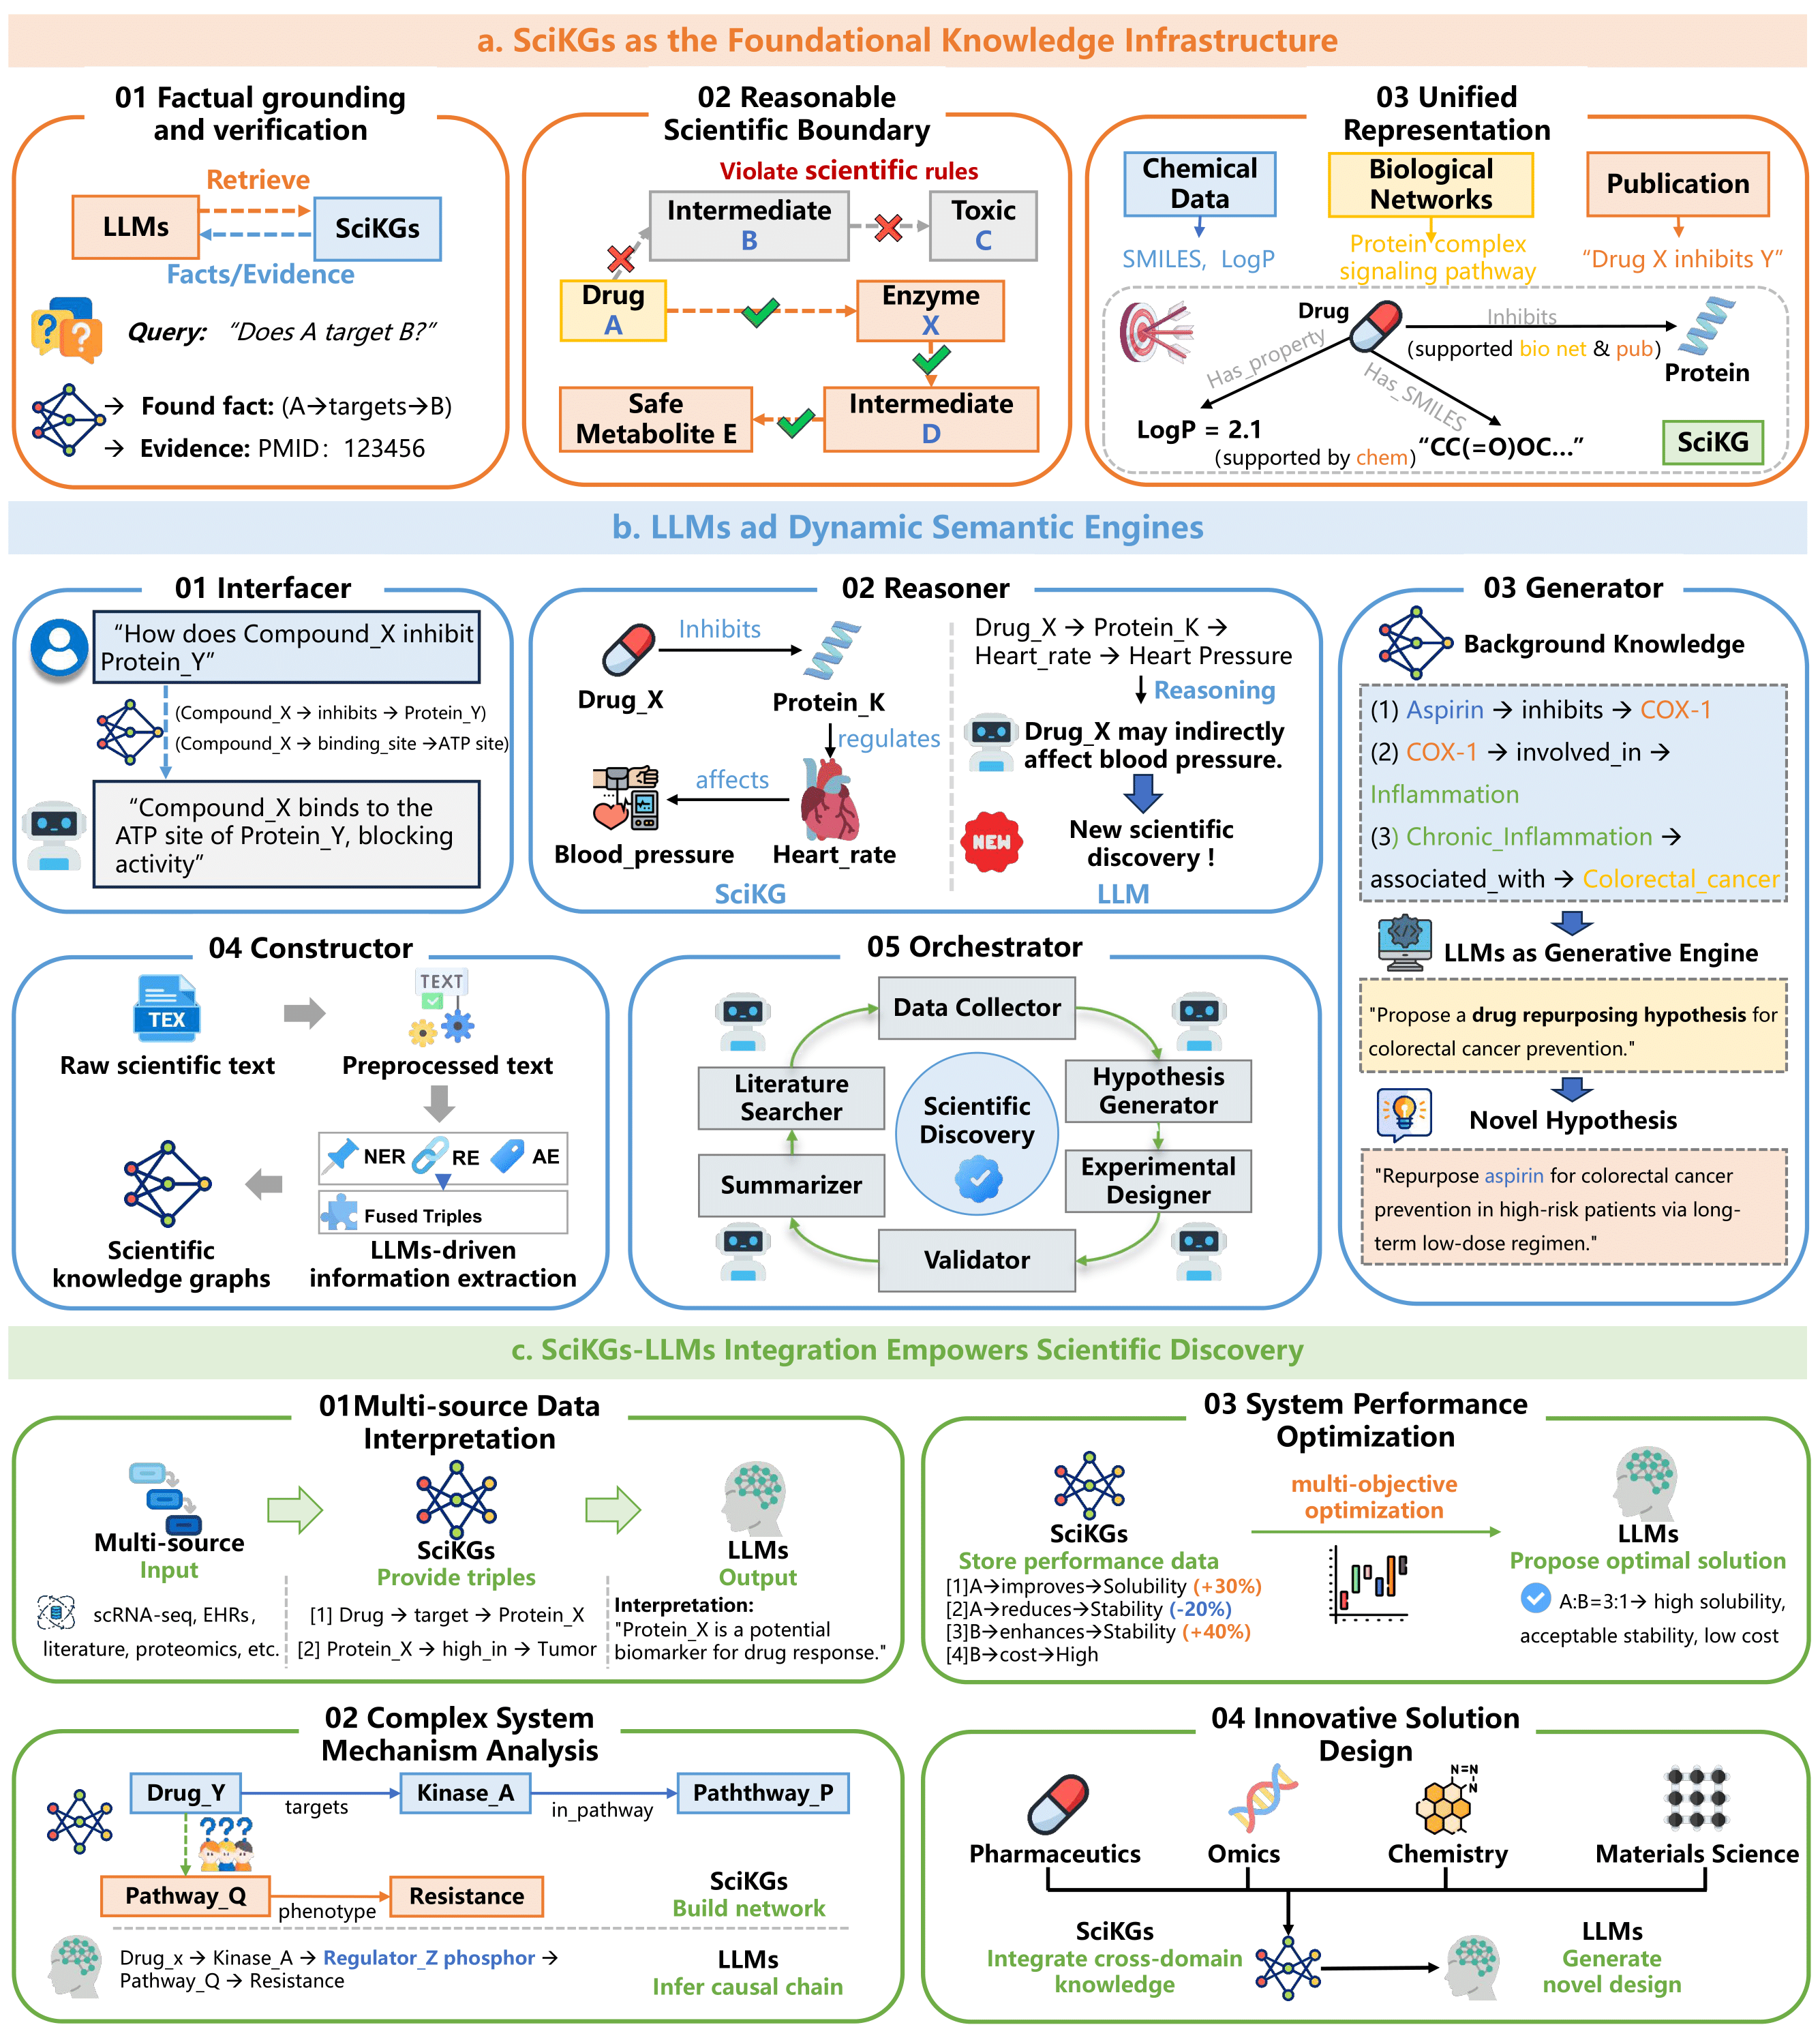 a. SciKGs as the Foundational Knowledge Infrastructure
01 Factual grounding
and verification
Retrieve
LLMs
SciKGs
Facts/Evidence
Query: “Does A target B?”
→ Found fact: (A→targets→B)
→ Evidence: PMID: 123456
02 Reasonable
Scientific Boundary
Violate scientific rules
Intermediate
B
Toxic
C
Drug
A
Enzyme
X
Safe
Metabolite E
Intermediate
D
03 Unified
Representation
Chemical
Data
Biological
Networks
Publication
SMILES, LogP
Protein complex
signaling pathway
“Drug X inhibits Y”
Drug
Inhibits
(supported bio net & pub)
Protein
Has_property
Has_SMILES
LogP = 2.1
(supported by chem)
“CC(=O)OC...”
SciKG
b. LLMs ad Dynamic Semantic Engines
01 Interfacer
“How does Compound_X inhibit
Protein_Y”
(Compound_X → inhibits → Protein_Y)
(Compound_X → binding_site →ATP site)
“Compound_X binds to the
ATP site of Protein_Y, blocking
activity”
02 Reasoner
Inhibits
Drug_X
Protein_K
regulates
affects
Blood_pressure
Heart_rate
SciKG
Drug_X → Protein_K →
Heart_rate → Heart Pressure
Reasoning
Drug_X may indirectly
affect blood pressure.
NEW
New scientific
discovery !
LLM
03 Generator
Background Knowledge
(1) Aspirin → inhibits → COX-1
(2) COX-1 → involved_in →
Inflammation
(3) Chronic_Inflammation →
associated_with → Colorectal_cancer
LLMs as Generative Engine
"Propose a drug repurposing hypothesis for
colorectal cancer prevention."
Novel Hypothesis
"Repurpose aspirin for colorectal cancer
prevention in high-risk patients via long-
term low-dose regimen."
04 Constructor
TEX
Raw scientific text
TEXT
Preprocessed text
NER
RE
AE
Fused Triples
LLMs-driven
information extraction
Scientific
knowledge graphs
05 Orchestrator
Data Collector
Literature
Searcher
Hypothesis
Generator
Scientific
Discovery
Summarizer
Experimental
Designer
Validator
c. SciKGs-LLMs Integration Empowers Scientific Discovery
01Multi-source Data
Interpretation
Multi-source
Input
scRNA-seq, EHRs,
literature, proteomics, etc.
SciKGs
Provide triples
[1] Drug → target → Protein_X
[2] Protein_X → high_in → Tumor
LLMs
Output
Interpretation:
"Protein_X is a potential
biomarker for drug response."
03 System Performance
Optimization
SciKGs
Store performance data
[1]A→improves→Solubility (+30%)
[2]A→reduces→Stability (-20%)
[3]B→enhances→Stability (+40%)
[4]B→cost→High
multi-objective
optimization
LLMs
Propose optimal solution
A:B=3:1→ high solubility,
acceptable stability, low cost
02 Complex System
Mechanism Analysis
Drug_Y
targets
Kinase_A
in_pathway
Paththway_P
???
Pathway_Q
phenotype
Resistance
SciKGs
Build network
Drug_x → Kinase_A → Regulator_Z phosphor →
Pathway_Q → Resistance
LLMs
Infer causal chain
04 Innovative Solution
Design
N=N
N
N
Pharmaceutics
Omics
Chemistry
Materials Science
SciKGs
Integrate cross-domain
knowledge
LLMs
Generate
novel design